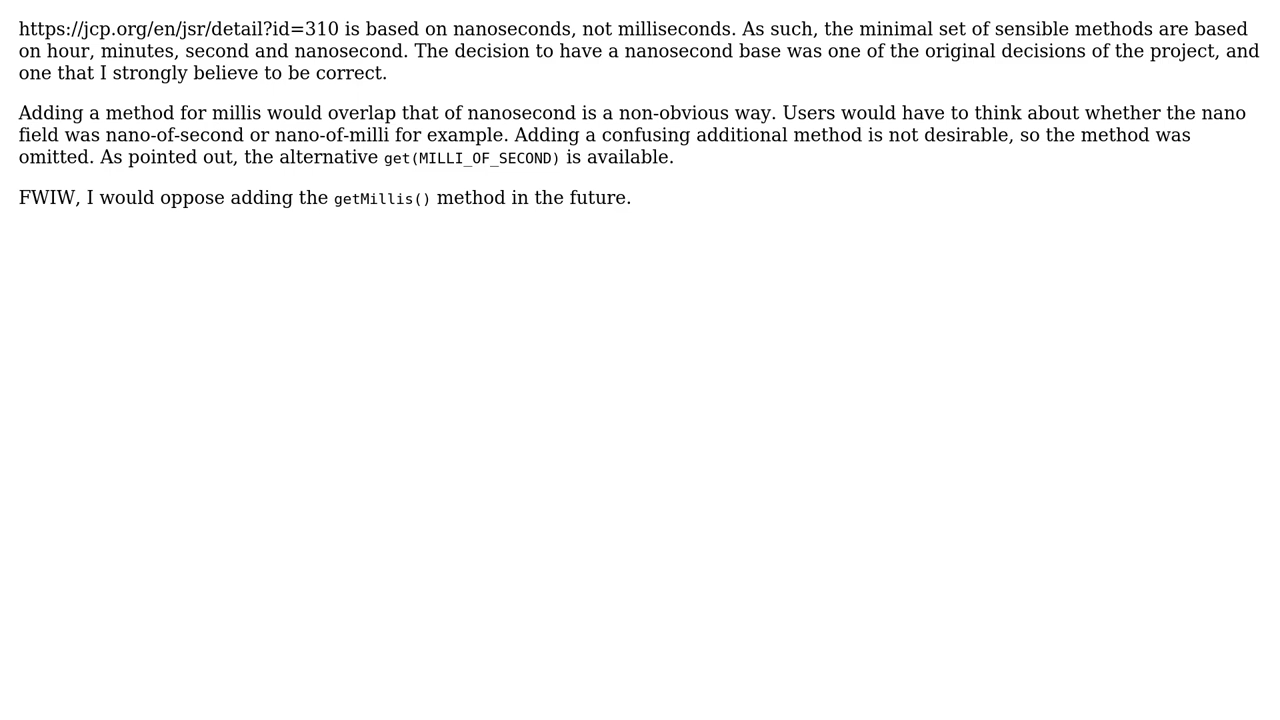 https://jcp.org/en/jsr/detail?id=310 is based on nanoseconds, not milliseconds. As such, the minimal set of sensible methods are based
on hour, minutes, second and nanosecond. The decision to have a nanosecond base was one of the original decisions of the project, and
one that I strongly believe to be correct.
Adding a method for millis would overlap that of nanosecond is a non-obvious way. Users would have to think about whether the nano
field was nano-of-second or nano-of-milli for example. Adding a confusing additional method is not desirable, so the method was
omitted. As pointed out, the alternative get(MILLI_OF_SECOND) is available.
FWIW, I would oppose adding the getMillis() method in the future.